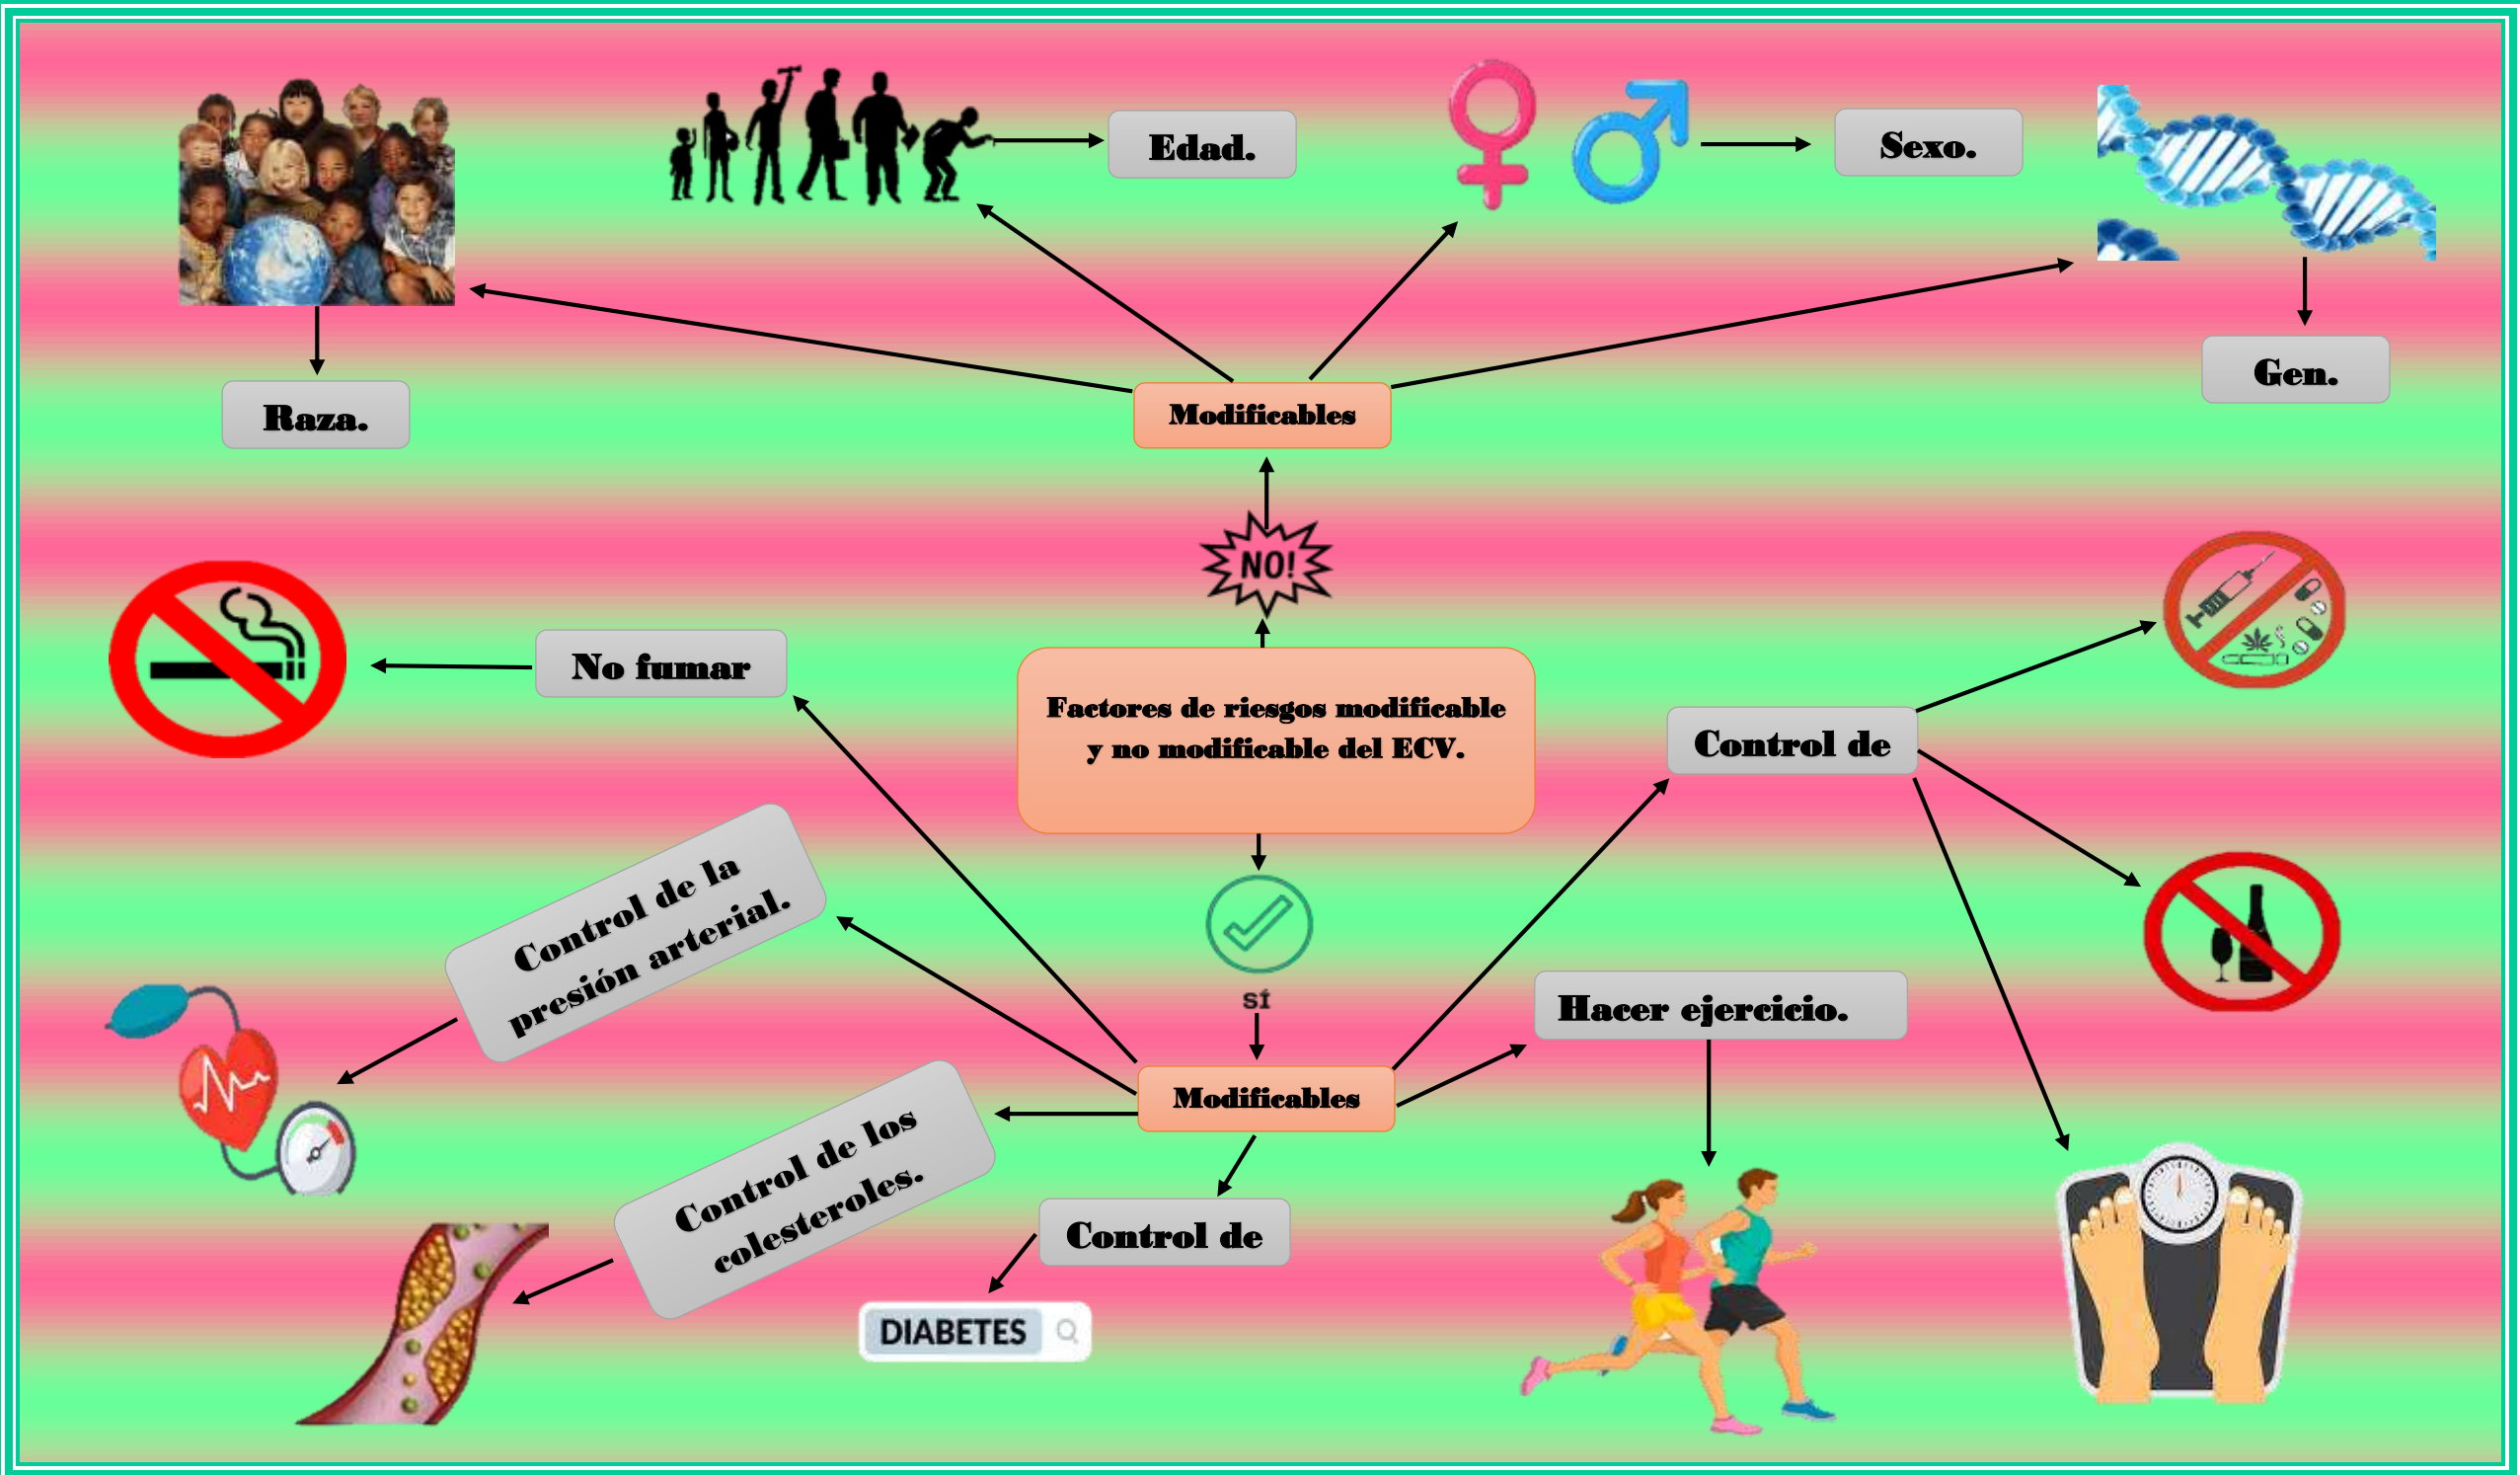 Edad.
Sexo.
Gen.
Raza.
Modificables
NO!
No fumar
Factores de riesgos modificable
y no modificable del ECV.
Control de
Control de la
presión arterial.
SÍ
Hacer ejercicio.
Modificables
Control de los
colesteroles.
Control de
DIABETES